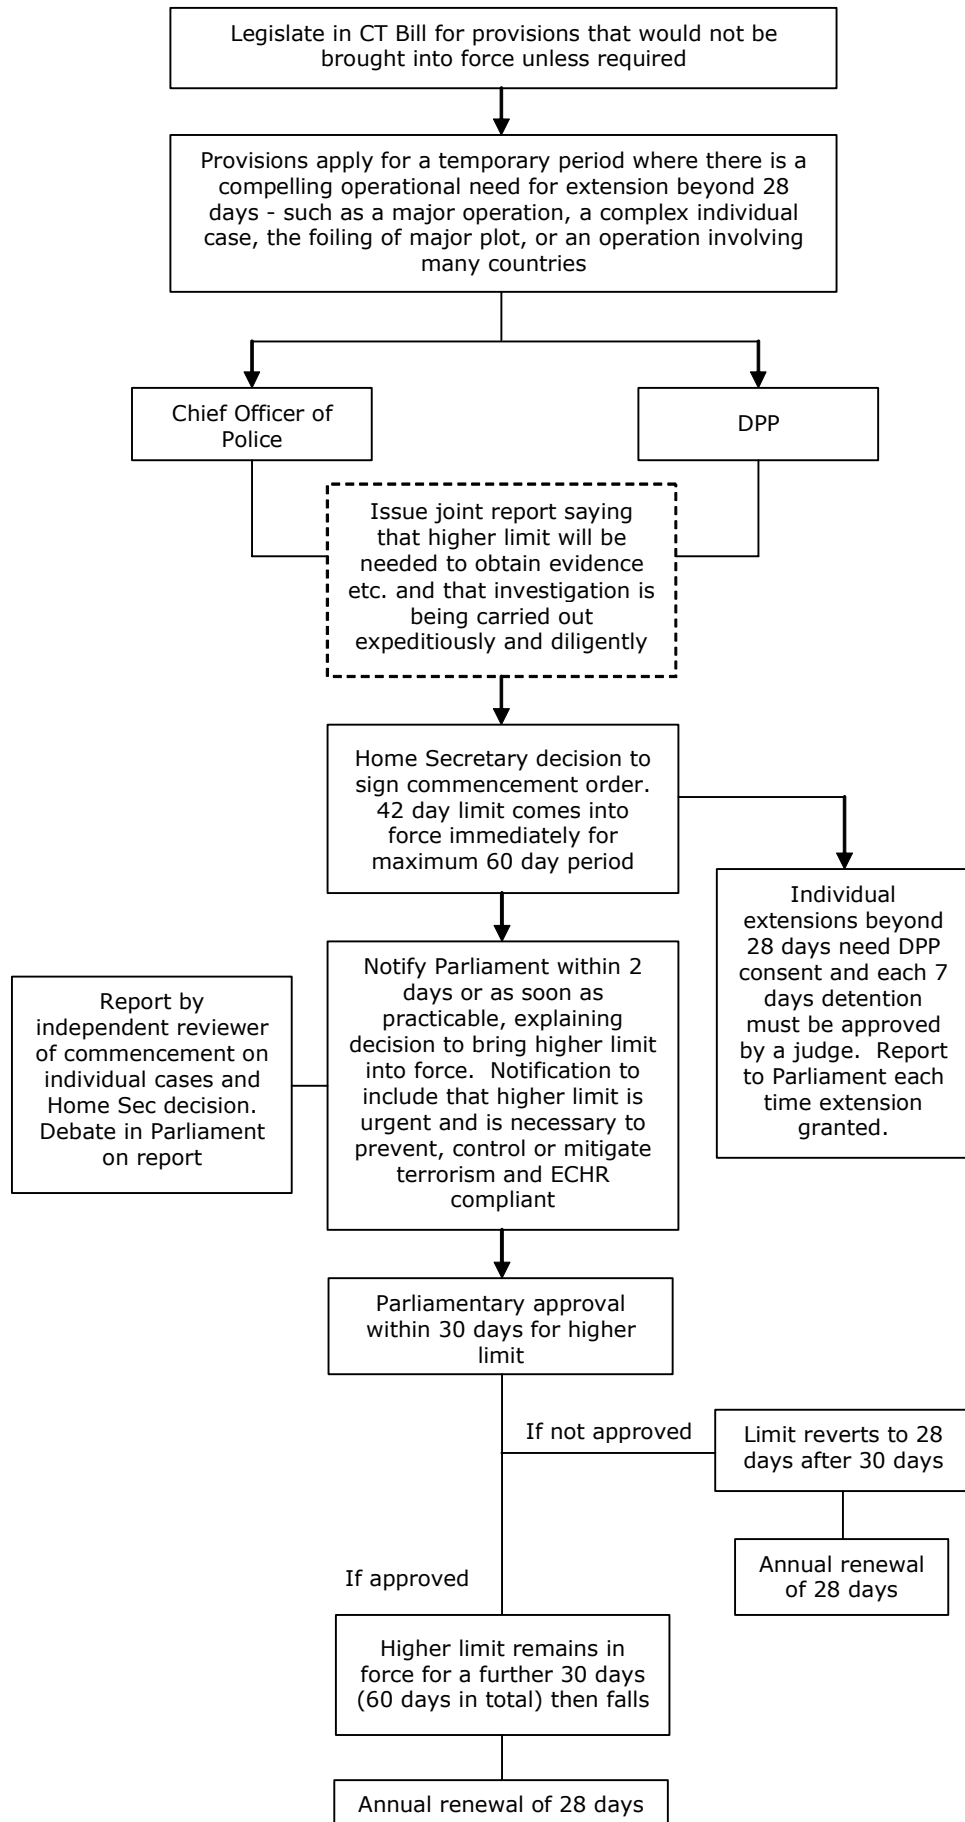 Legislate in CT Bill for provisions that would not be
brought into force unless required
Provisions apply for a temporary period where there is a
compelling operational need for extension beyond 28
days - such as a major operation, a complex individual
case, the foiling of major plot, or an operation involving
many countries
Chief Officer of
Police
DPP
Issue joint report saying
that higher limit will be
needed to obtain evidence
etc. and that investigation is
being carried out
expeditiously and diligently
Home Secretary decision to
sign commencement order.
42 day limit comes into
force immediately for
maximum 60 day period
Individual
extensions beyond
28 days need DPP
consent and each 7
days detention
must be approved
by a judge.  Report
to Parliament each
time extension
granted.
Notify Parliament within 2
days or as soon as
practicable, explaining
decision to bring higher limit
into force.  Notification to
include that higher limit is
urgent and is necessary to
prevent, control or mitigate
terrorism and ECHR
compliant
Report by
independent reviewer
of commencement on
individual cases and
Home Sec decision.
Debate in Parliament
on report
Parliamentary approval
within 30 days for higher
limit
If not approved
Limit reverts to 28
days after 30 days
Annual renewal
of 28 days
If approved
Higher limit remains in
force for a further 30 days
(60 days in total) then falls
Annual renewal of 28 days